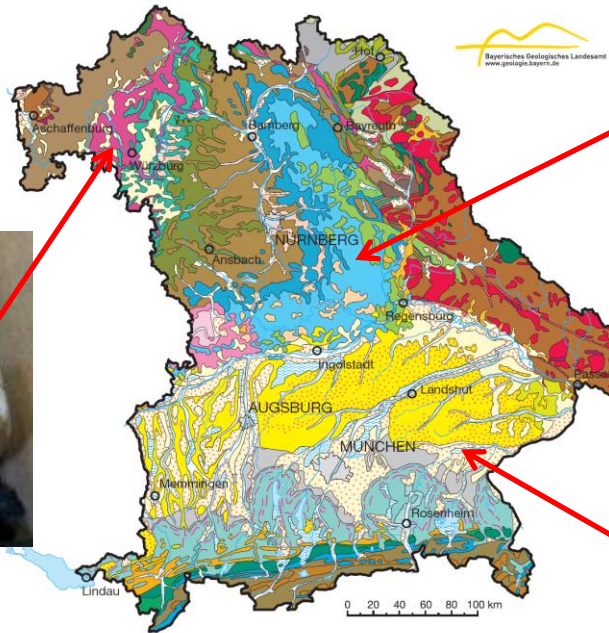 Bayerisches Geologisches Landesamt
www.geologie.bayern.de
Hof
Aschaffenburg
Bamberg
Bayreuth
Würzburg
NÜRNBERG
Ansbach
Regensburg
Ingolstadt
Passa
Landshut
AUGSBURG
MÜNCHEN
Memmingen
Rosenheim
Lindau
0 20 40 60 80 100 km